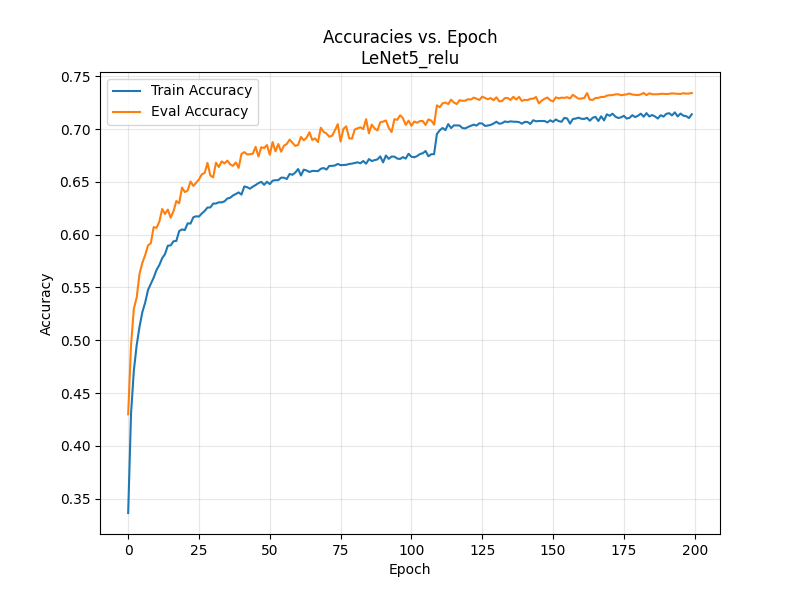 Accuracies vs. Epoch
LeNet5_relu
Train Accuracy
Eval Accuracy
0.75
0.70
0.65
0.60
0.55
0.50
0.45
0.40
0.35
Accuracy
0 25 50 75 100 125 150 175 200
Epoch